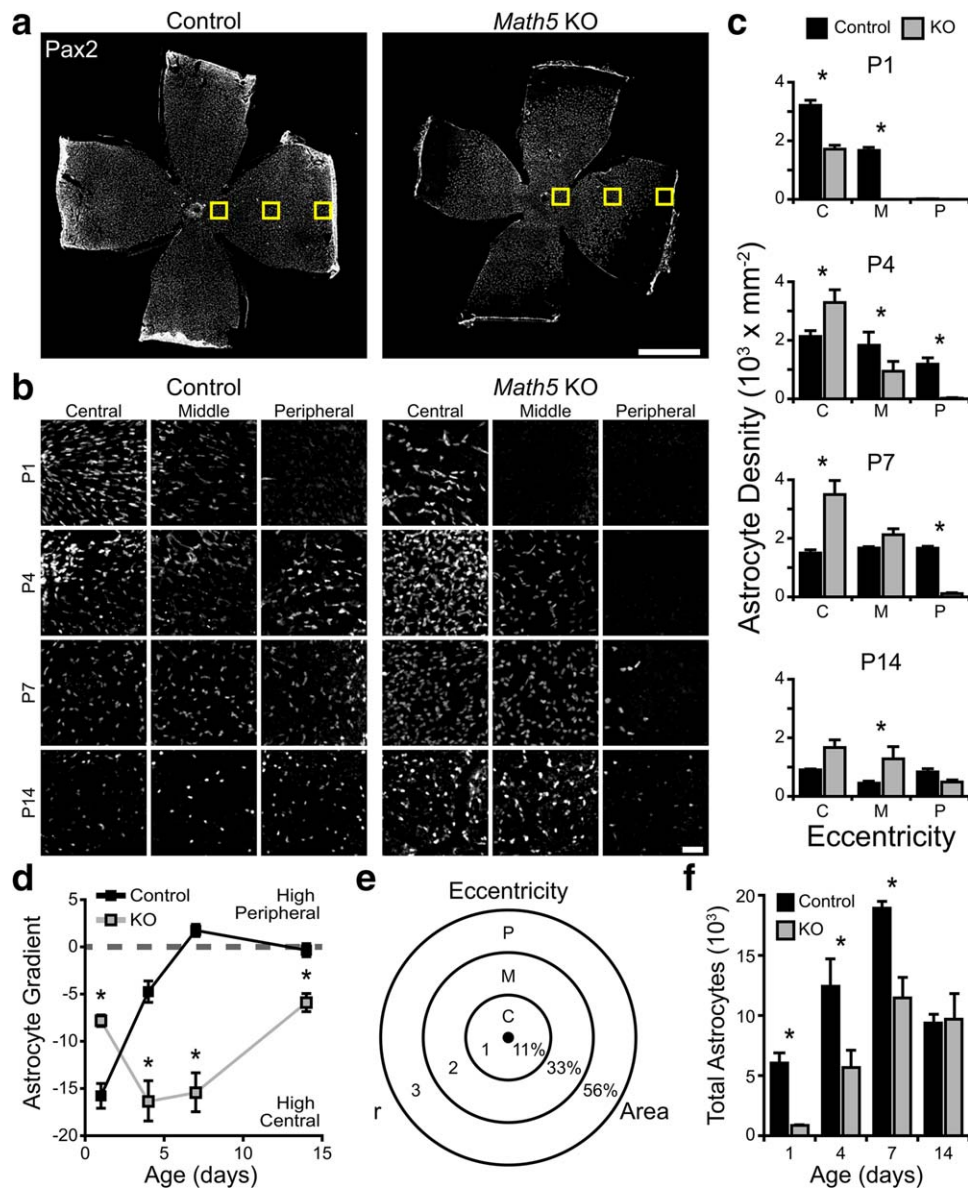 a
Control
Math5 KO
Pax2
b
Control
Math5 KO
Central Middle Peripheral Central Middle Peripheral
P1
P4
P7
P14
c
Control KO
P1
4
*
*
2
0
C M P
P4
4
*
*
*
2
0
C M P
P7
4
*
*
2
0
C M P
P14
4
*
2
0
C M P
Astrocyte Desnity (10³ x mm⁻²)
Eccentricity
d
Control
KO
High
Peripheral
High
Central
5
0
-5
-10
-15
-20
* * * *
0 5 10 15
Astrocyte Gradient
Age (days)
e
Eccentricity
P
M
C
1 11%
2 33%
3 56%
r Area
f
Control
KO
* * *
20
15
10
5
0
1 4 7 14
Total Astrocytes (10³)
Age (days)